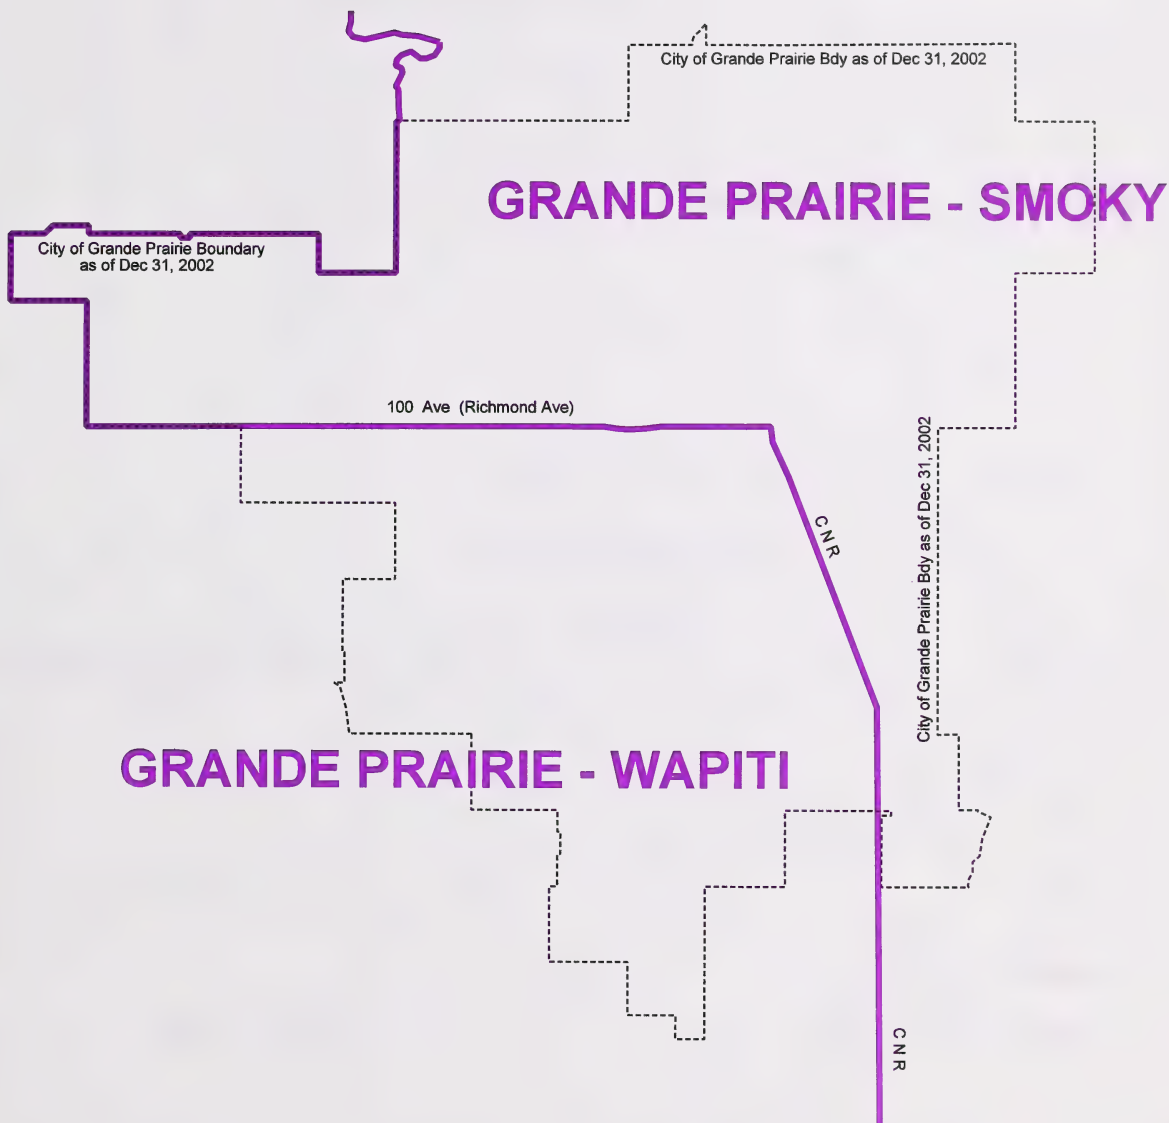 City of Grande Prairie Bdy as of Dec 31, 2002
GRANDE PRAIRIE - SMOKY
City of Grande Prairie Boundary
as of Dec 31, 2002
100 Ave (Richmond Ave)
CNR
City of Grande Prairie Bdy as of Dec 31, 2002
GRANDE PRAIRIE - WAPITI
CNR